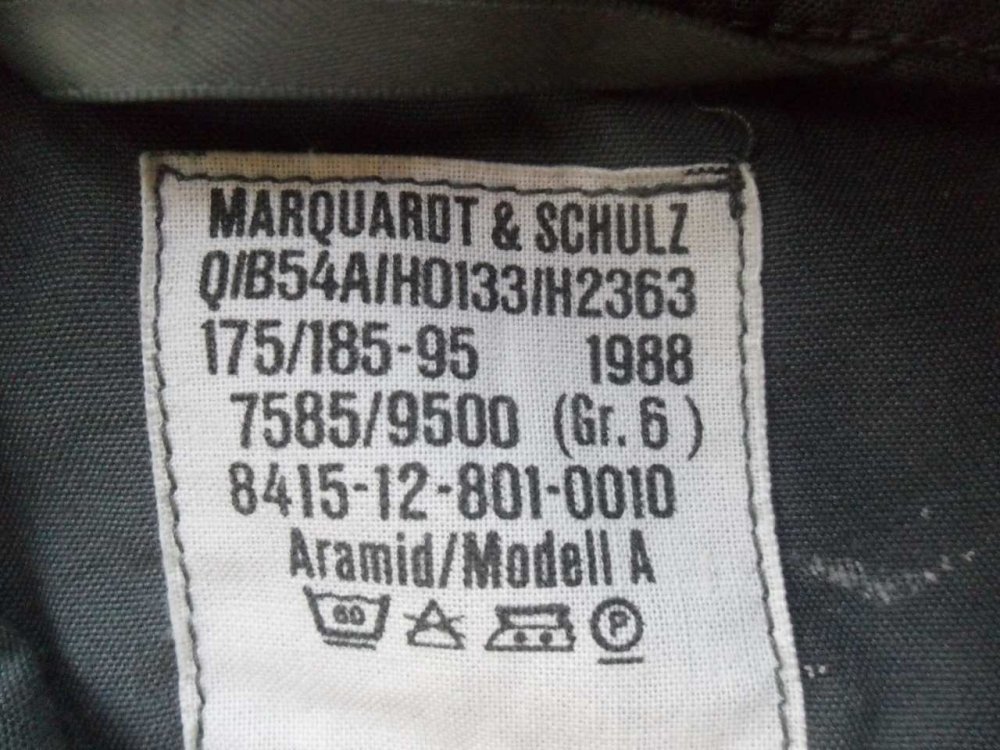 MARQUARDT & SCHULZ
Q/B54A/H0133/H2363
175/185-95 1988
7585/9500 (Gr. 6 )
8415-12-801-0010
Aramid/Modell A
60 P